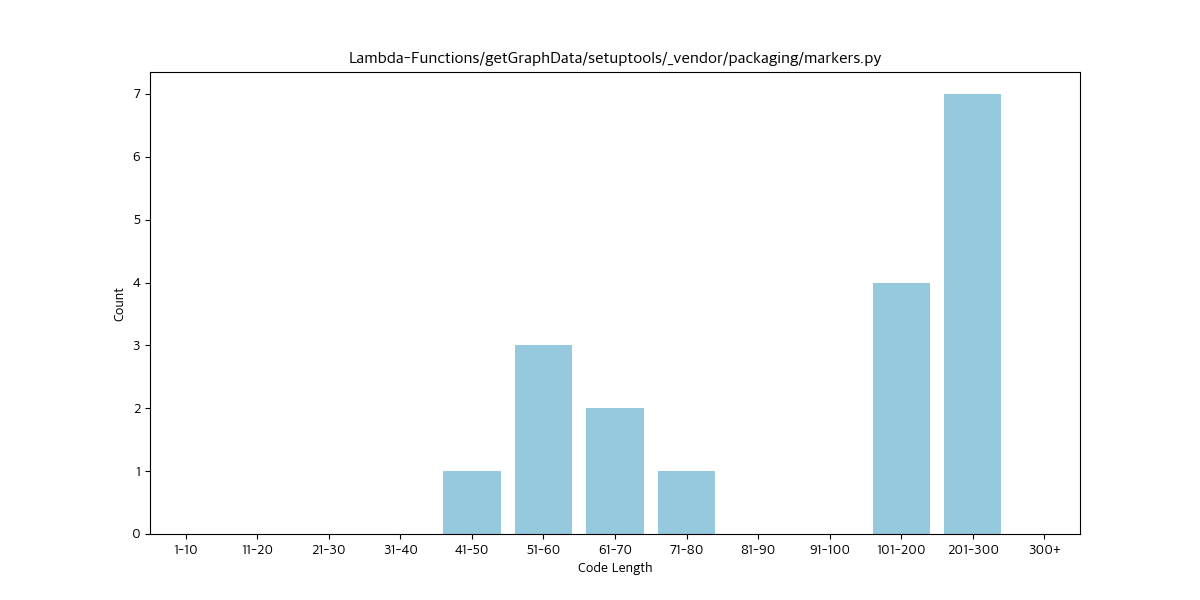 Lambda-Functions/getGraphData/setuptools/_vendor/packaging/markers.py
7
6
5
4
3
2
1
0
Count
1-10 11-20 21-30 31-40 41-50 51-60 61-70 71-80 81-90 91-100 101-200 201-300 300+
Code Length